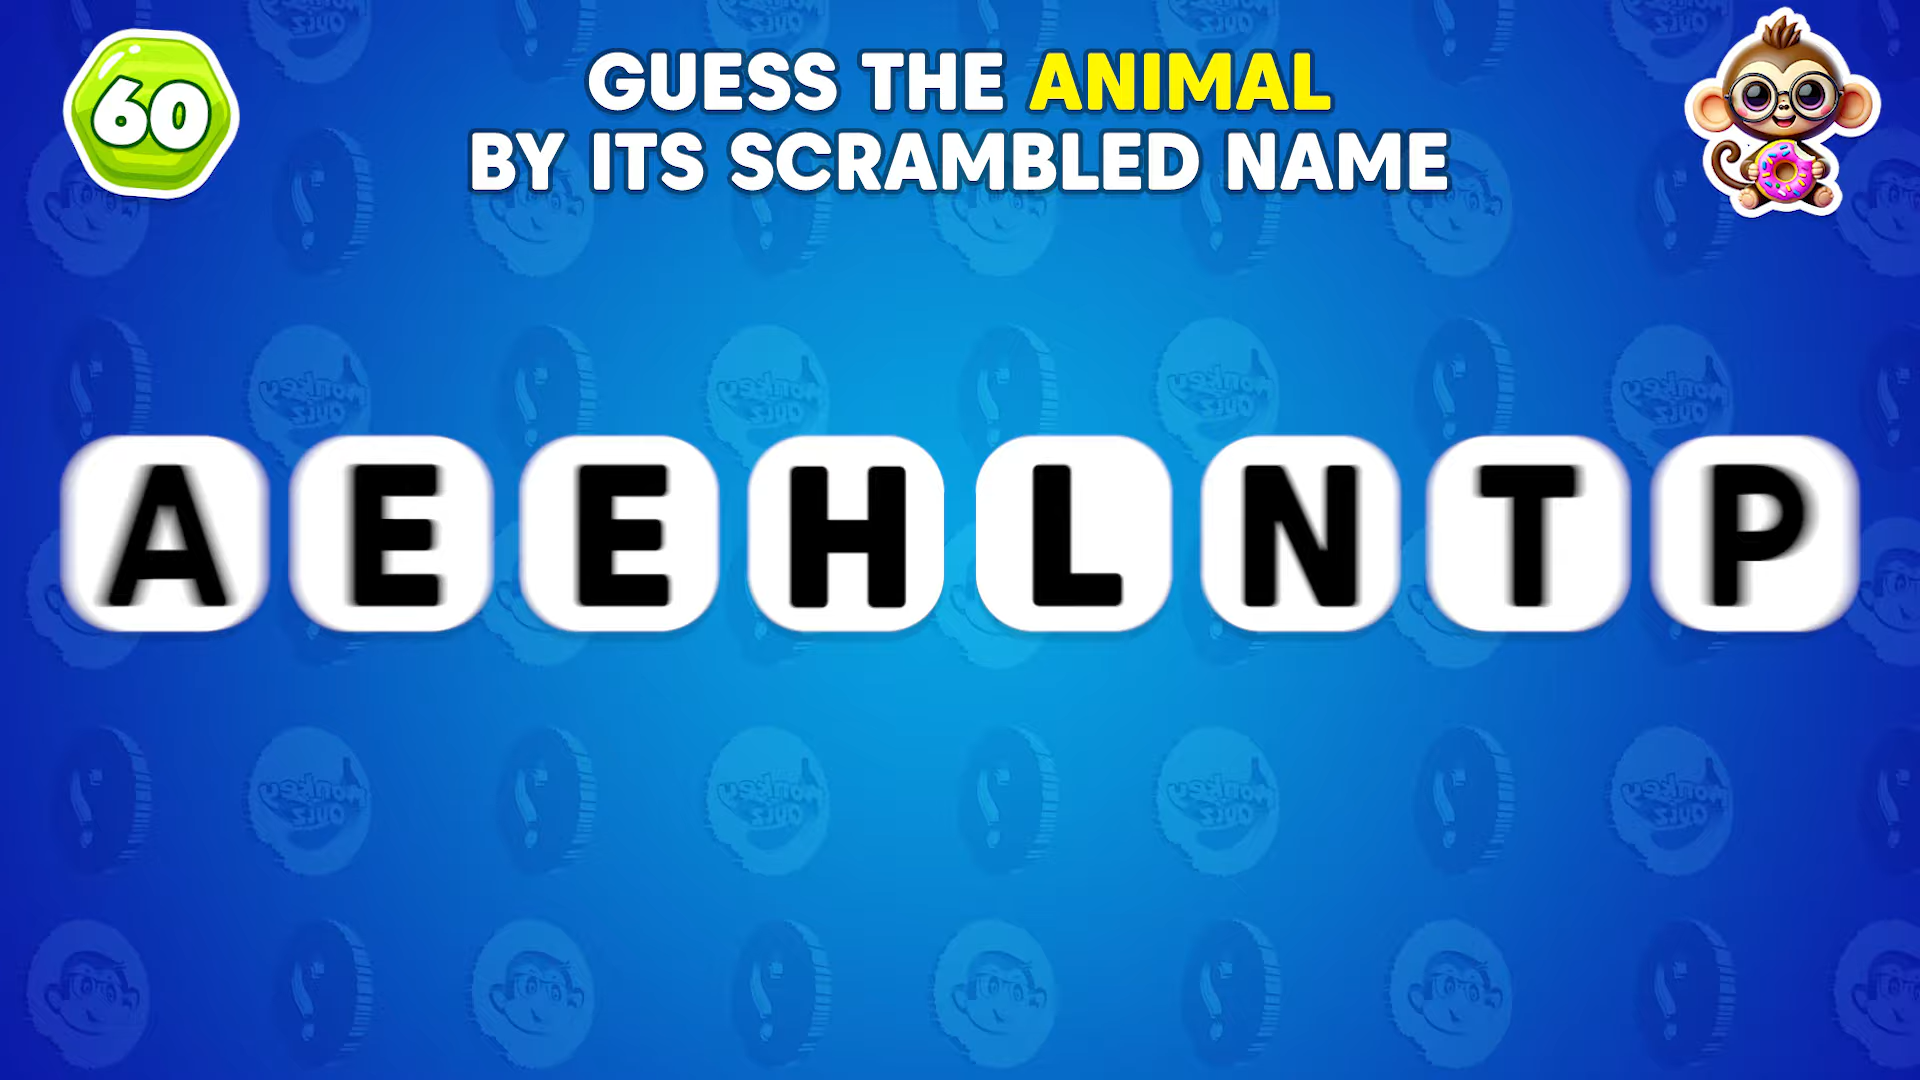 60
GUESS THE ANIMAL
BY ITS SCRAMBLED NAME
A E E H L N T P